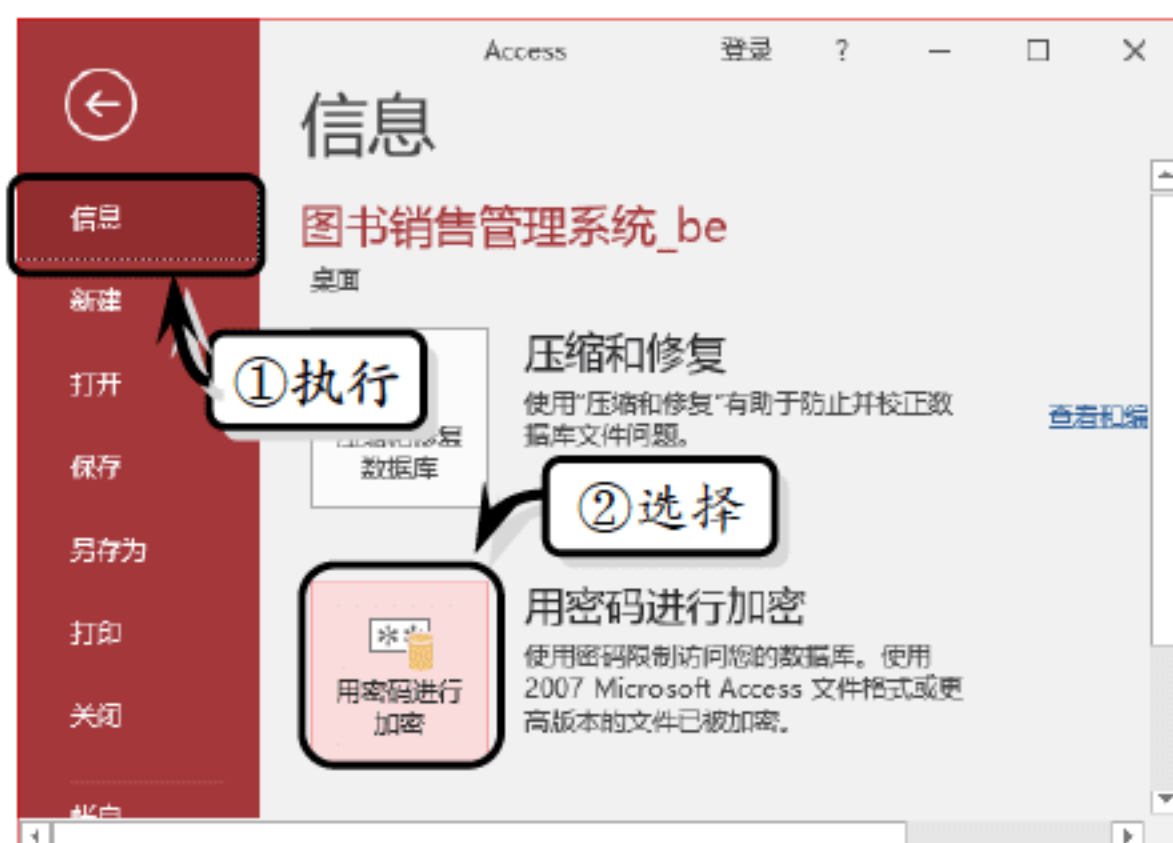 Access 登录 ?
信息
信息
图书销售管理系统_be
桌面
新建
打开
保存
另存为
打印
关闭
①执行
压缩和修复
数据库
压缩和修复
使用“压缩和修复”有助于防止并校正数
据库文件问题。
查看和编
②选择
用密码进行
加密
用密码进行加密
使用密码限制访问您的数据库。使用
2007 Microsoft Access 文件格式或更
高版本的文件已被加密。